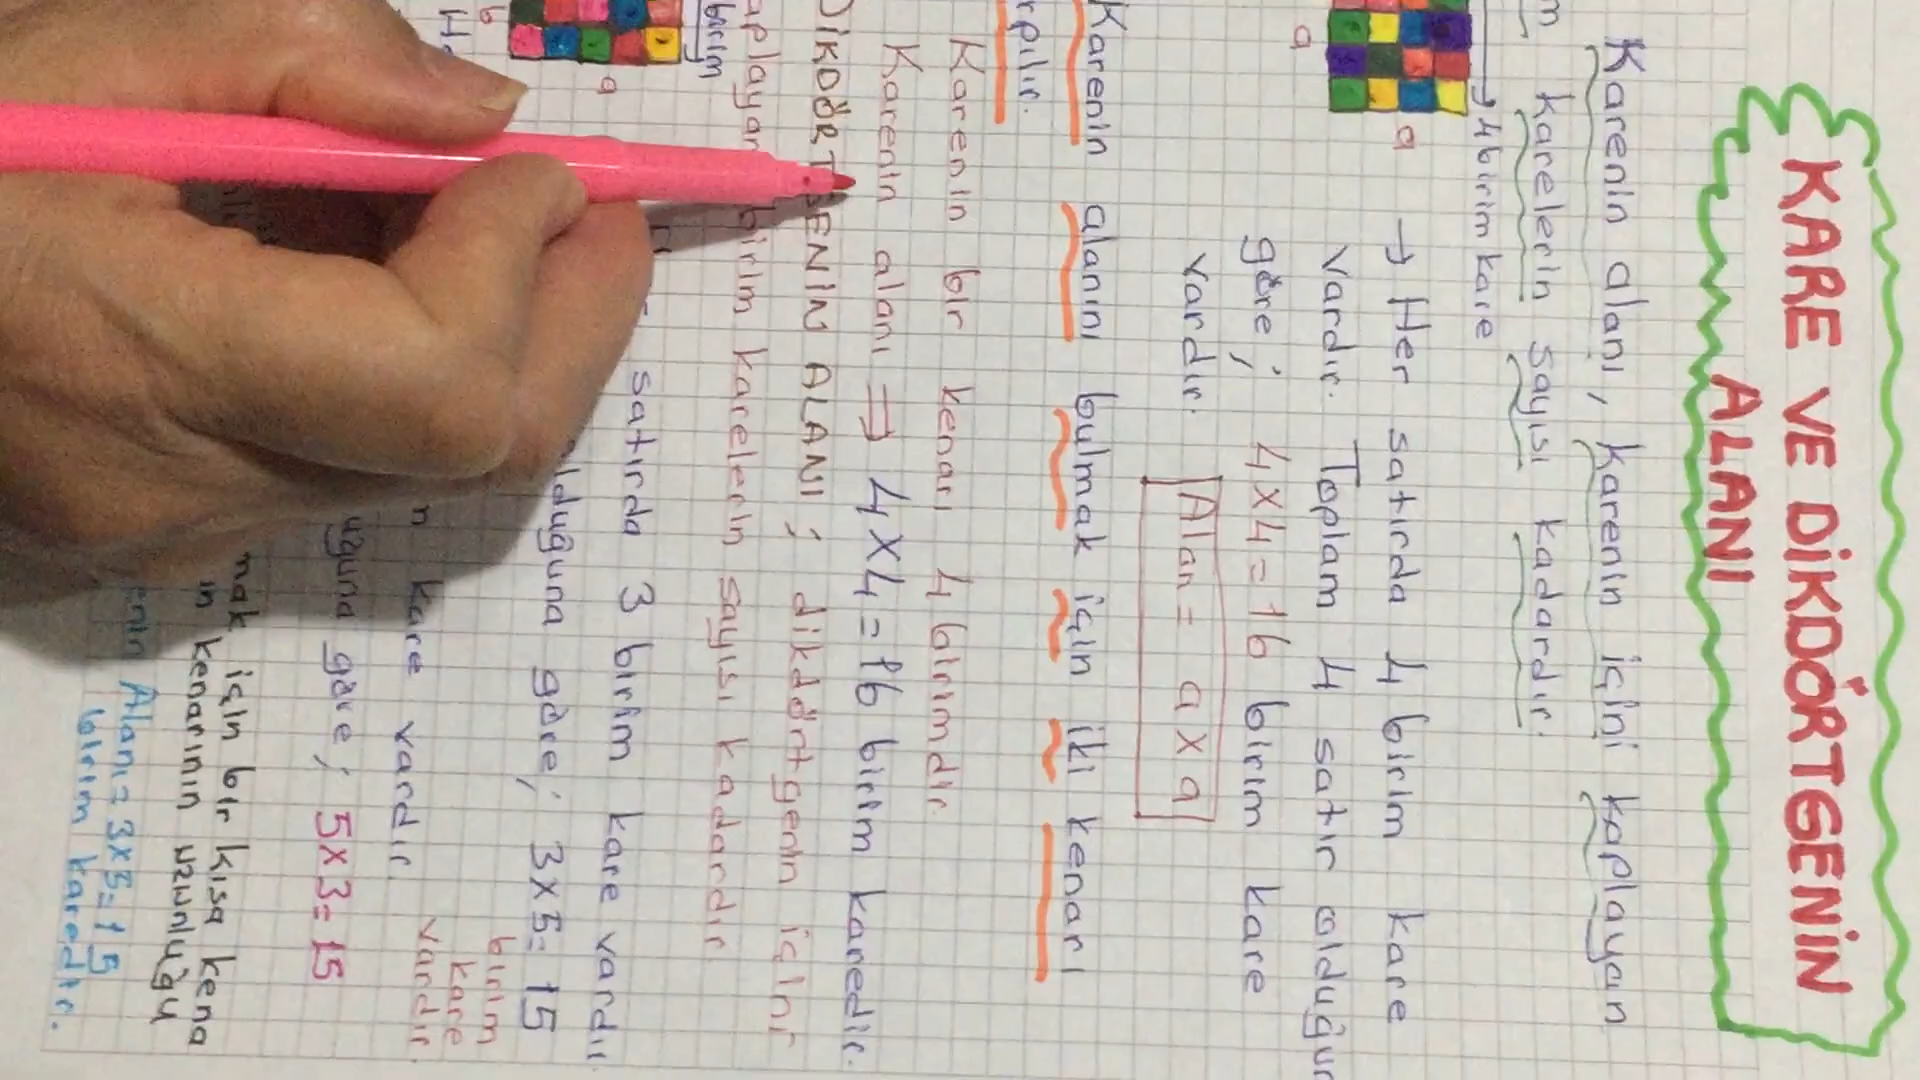 KARE VE DİKDÖRTGENİN
ALANI
Karenin alanı, karenin içini kaplayan
m karelerin sayısı kadardır.
4 birim kare
→ Her satırda 4 birim kare
vardır. Toplam 4 satır olduğun
a
göre; 4x4=16 birim kare
vardır. Alan= a x a
a
Karenin alanını bulmak için iki kenarı
rpılır.
Karenin bir kenarı 4 birimdir.
Karenin alanı ⇒ 4x4=16 birim karedir.
DİKDÖRTGENİN ALANI; dikdörtgenin içini
aplayan birim karelerin sayısı kadardır.
birim
satırda 3 birim kare vardır
a
olduğuna göre; 3x5=15
birim
kare
vardır.
b
n kare vardır.
uğuna göre; 5x3=15
mak için bir kısa kena
ın kenarının uzunluğu
enin Alanı= 3x5=15
birim karedir.